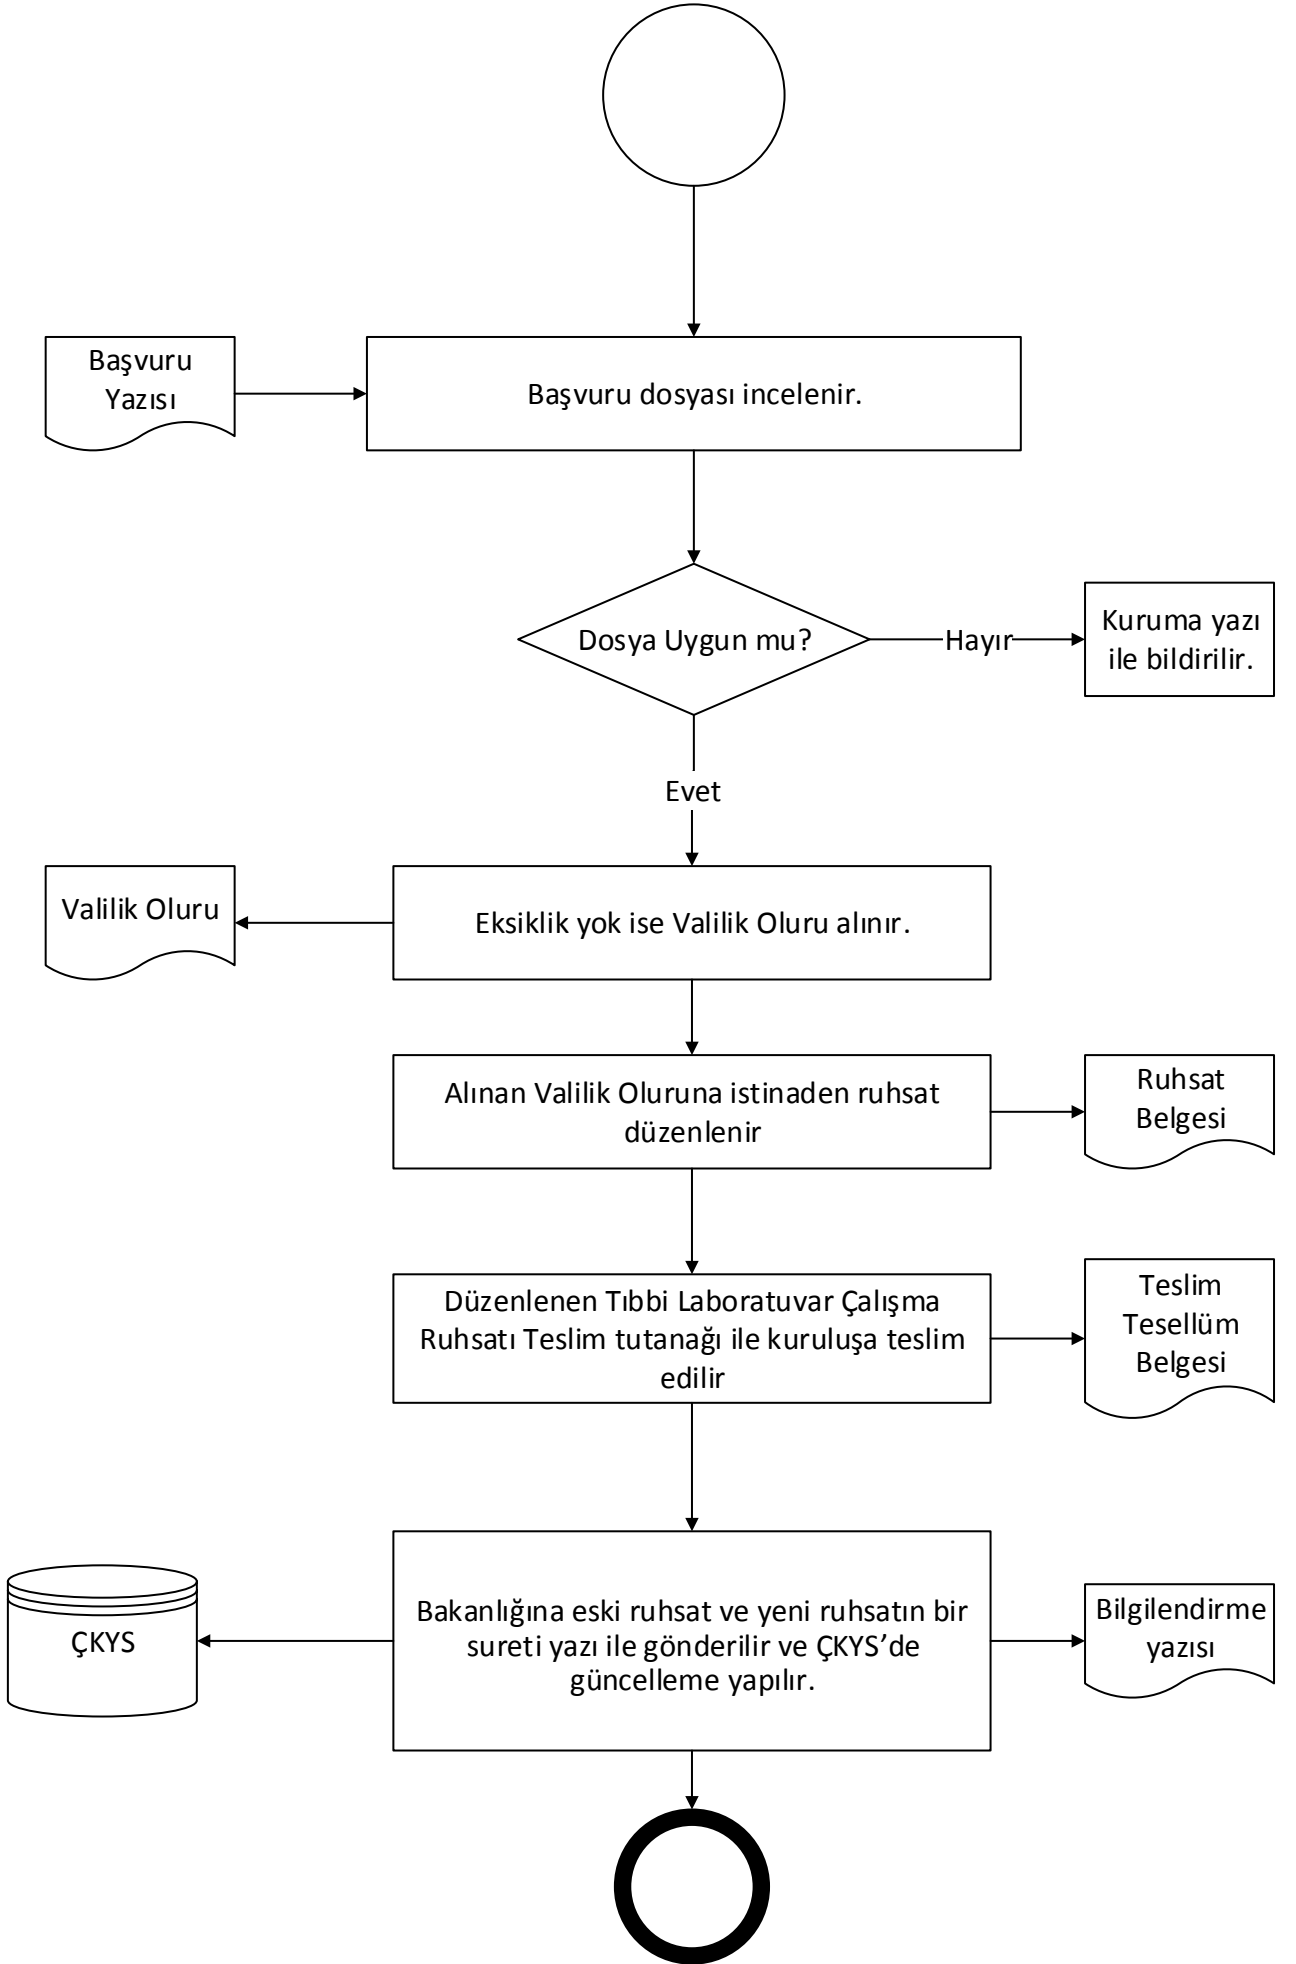 Başvuru
Yazısı
Başvuru dosyası incelenir.
Dosya Uygun mu?
Hayır
Kuruma yazı
ile bildirilir.
Evet
Valilik Oluru
Eksiklik yok ise Valilik Oluru alınır.
Alınan Valilik Oluruna istinaden ruhsat
düzenlenir
Ruhsat
Belgesi
Düzenlenen Tıbbi Laboratuvar Çalışma
Ruhsatı Teslim tutanağı ile kuruluşa teslim
edilir
Teslim
Tesellüm
Belgesi
ÇKYS
Bakanlığına eski ruhsat ve yeni ruhsatın bir
sureti yazı ile gönderilir ve ÇKYS’de
güncelleme yapılır.
Bilgilendirme
yazısı